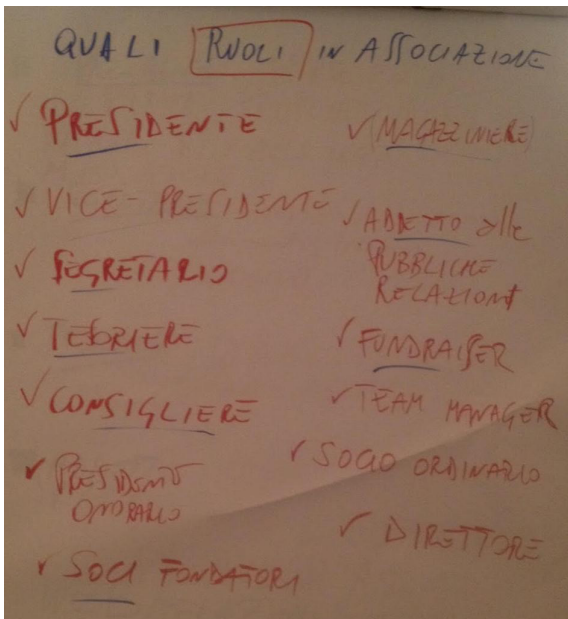 QUALI RUOLI IN ASSOCIAZIONE
✓ PRESIDENTE
✓ VICE-PRESIDENTE
✓ SEGRETARIO
✓ TESORIERE
✓ CONSIGLIERE
✓ PRESIDENTE
ONORARIO
✓ SOCI FONDATORI
✓ (MAGAZZINIERE)
✓ ADDETTO alle
PUBBLICHE
RELAZIONI
✓ FUNDRAISER
✓ TEAM MANAGER
✓ SOCIO ORDINARIO
✓ DIRETTORE